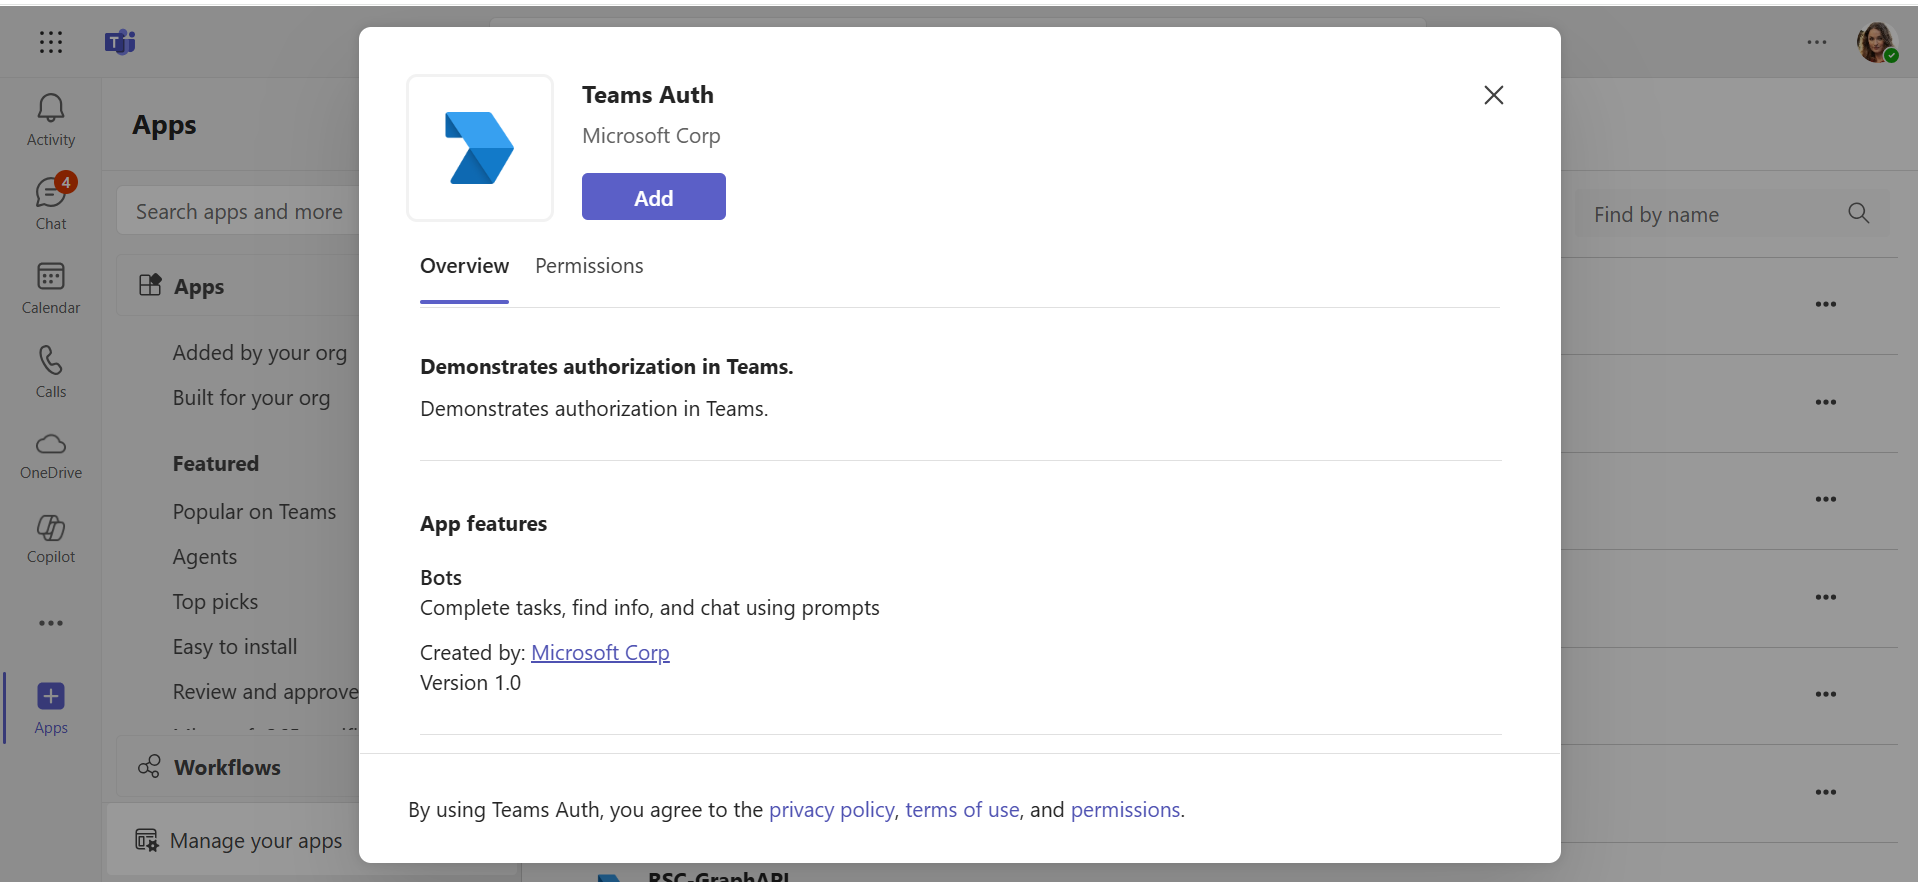 Activity
4
Chat
Calendar
Calls
OneDrive
Copilot
Apps
Apps
Search apps and more
Apps
Added by your org
Built for your org
Featured
Popular on Teams
Agents
Top picks
Easy to install
Review and approve
Workflows
Manage your apps
Teams Auth
Microsoft Corp
Add
Overview Permissions
Demonstrates authorization in Teams.
Demonstrates authorization in Teams.
App features
Bots
Complete tasks, find info, and chat using prompts
Created by: Microsoft Corp
Version 1.0
By using Teams Auth, you agree to the privacy policy, terms of use, and permissions.
Find by name
RSC-GraphAPI